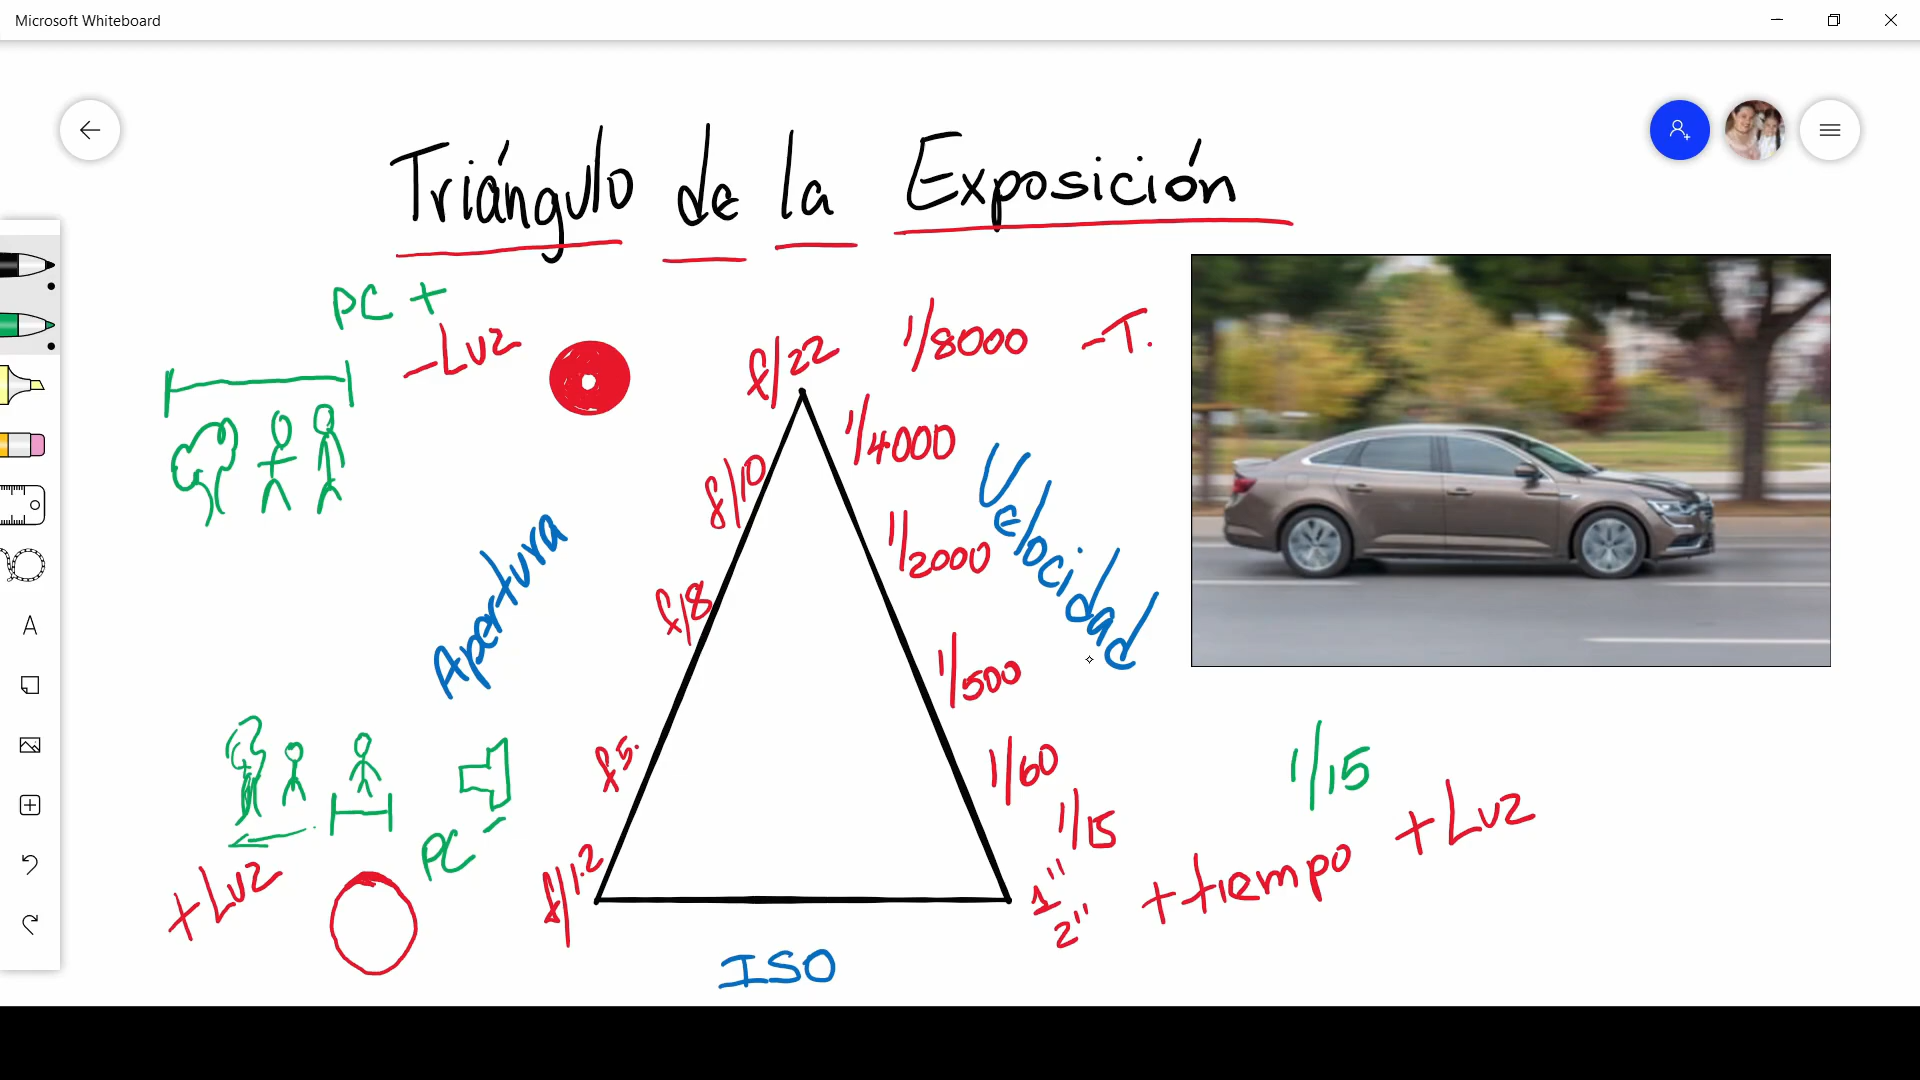 Microsoft Whiteboard
Triángulo de la Exposición
PC +
-Luz
f/22
1/8000 -T.
f/10
1/4000
f/8
1/2000
Apertura
Velocidad
f5.
1/500
1/60
1/15
1/15
PC
+Luz
f/1.2
1"
2"
+tiempo +Luz
ISO
A